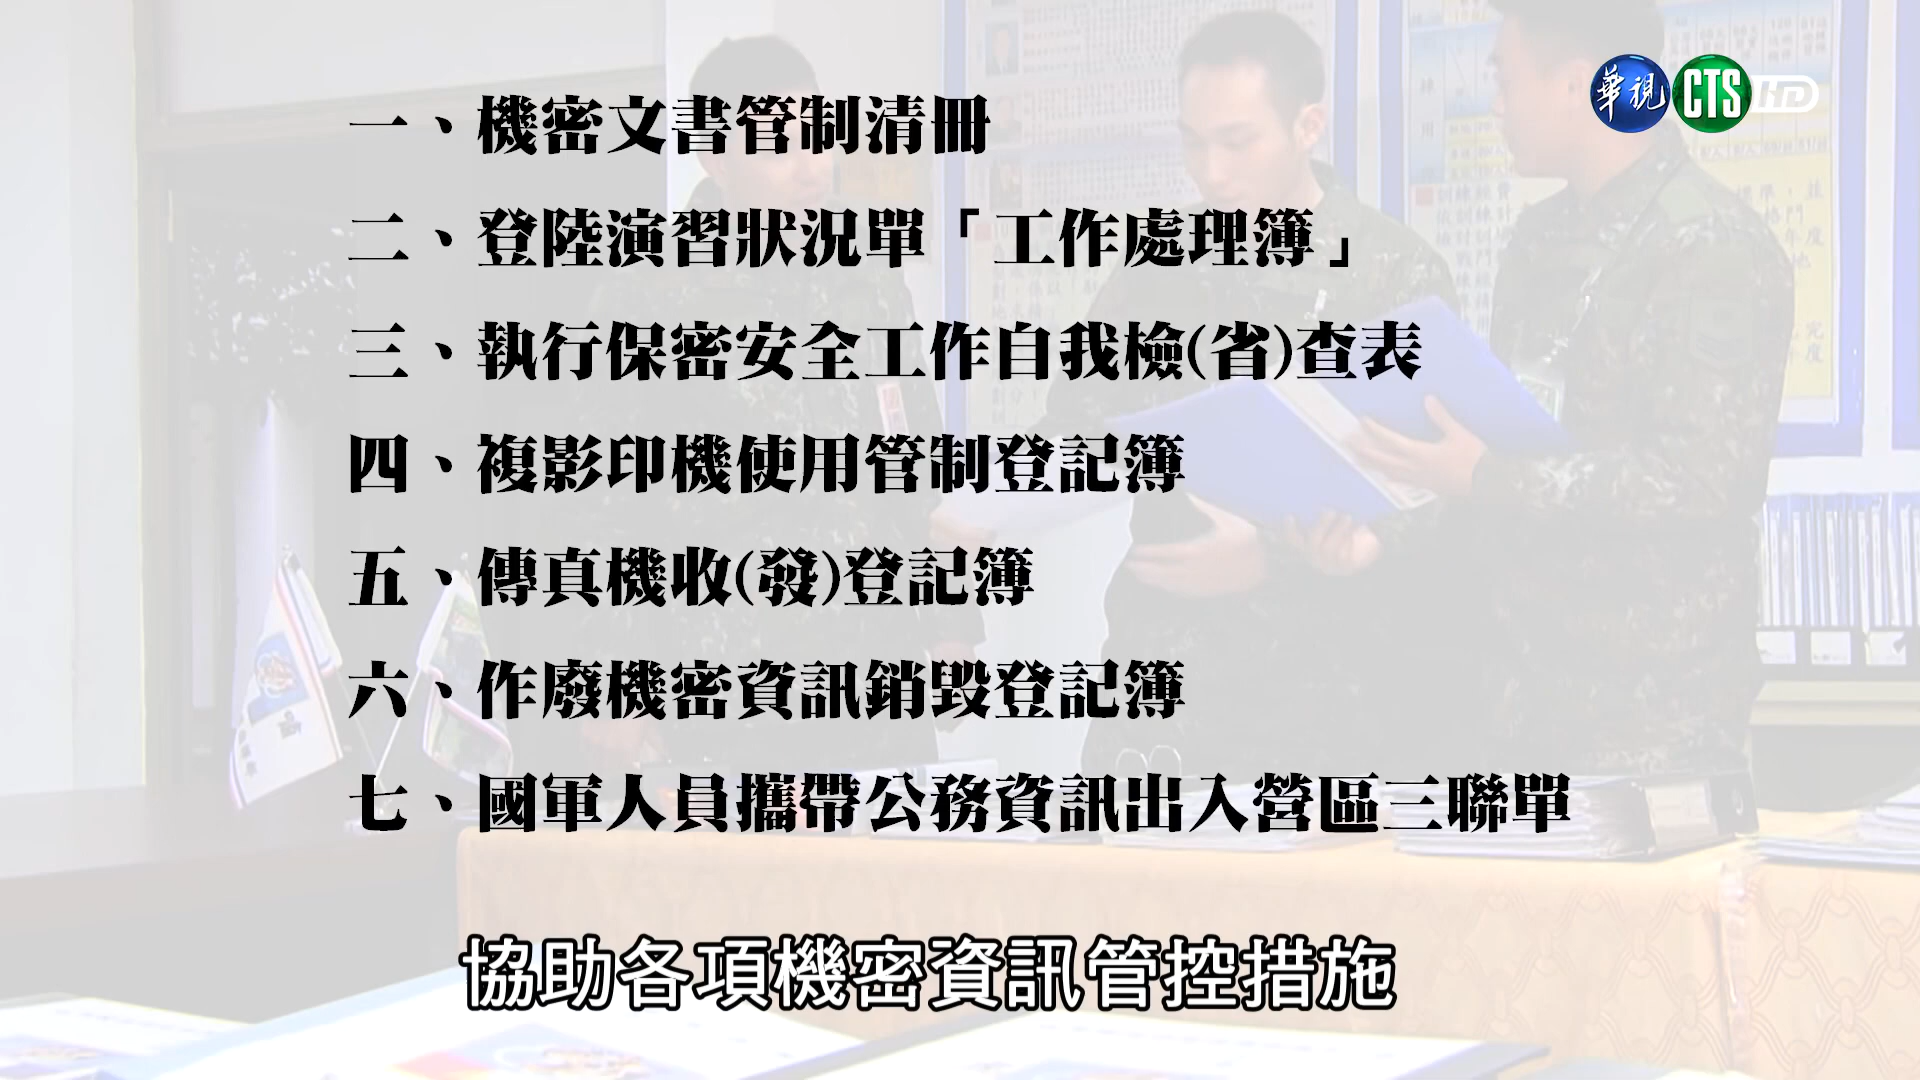 華視 CTS HD
一、機密文書管制清冊
二、登陸演習狀況單「工作處理簿」
三、執行保密安全工作自我檢(省)查表
四、複影印機使用管制登記簿
五、傳真機收(發)登記簿
六、作廢機密資訊銷毀登記簿
七、國軍人員攜帶公務資訊出入營區三聯單
協助各項機密資訊管控措施